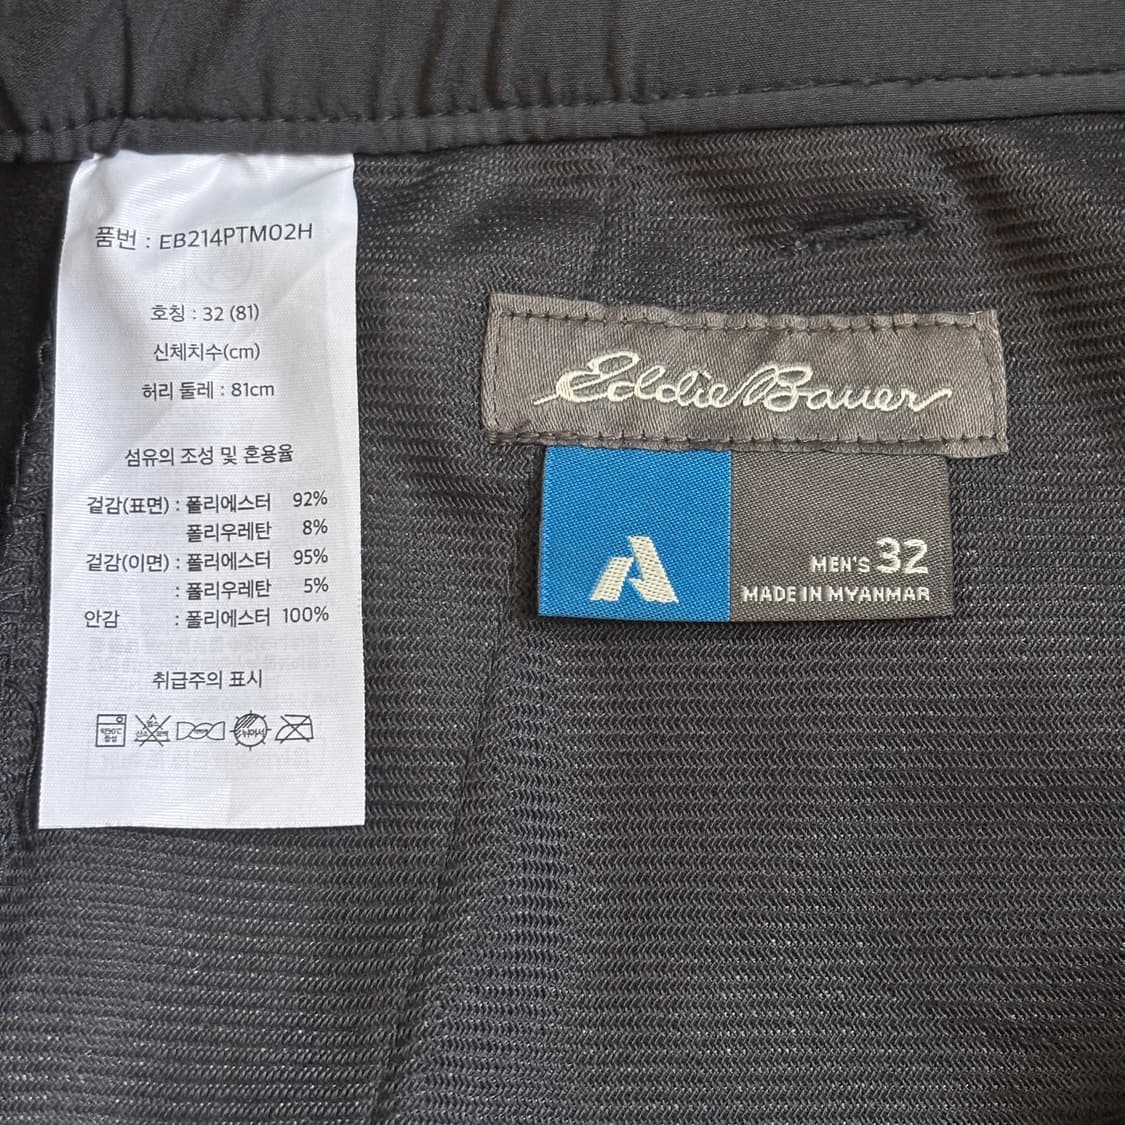 품번 : EB214PTM02H
호칭 : 32 (81)
신체치수(cm)
허리 둘레 : 81cm
섬유의 조성 및 혼용율
겉감(표면) : 폴리에스터 92%
폴리우레탄 8%
겉감(이면) : 폴리에스터 95%
: 폴리우레탄 5%
안감 : 폴리에스터 100%
취급주의 표시
뉘어서
Eddie Bauer
MEN'S 32
MADE IN MYANMAR